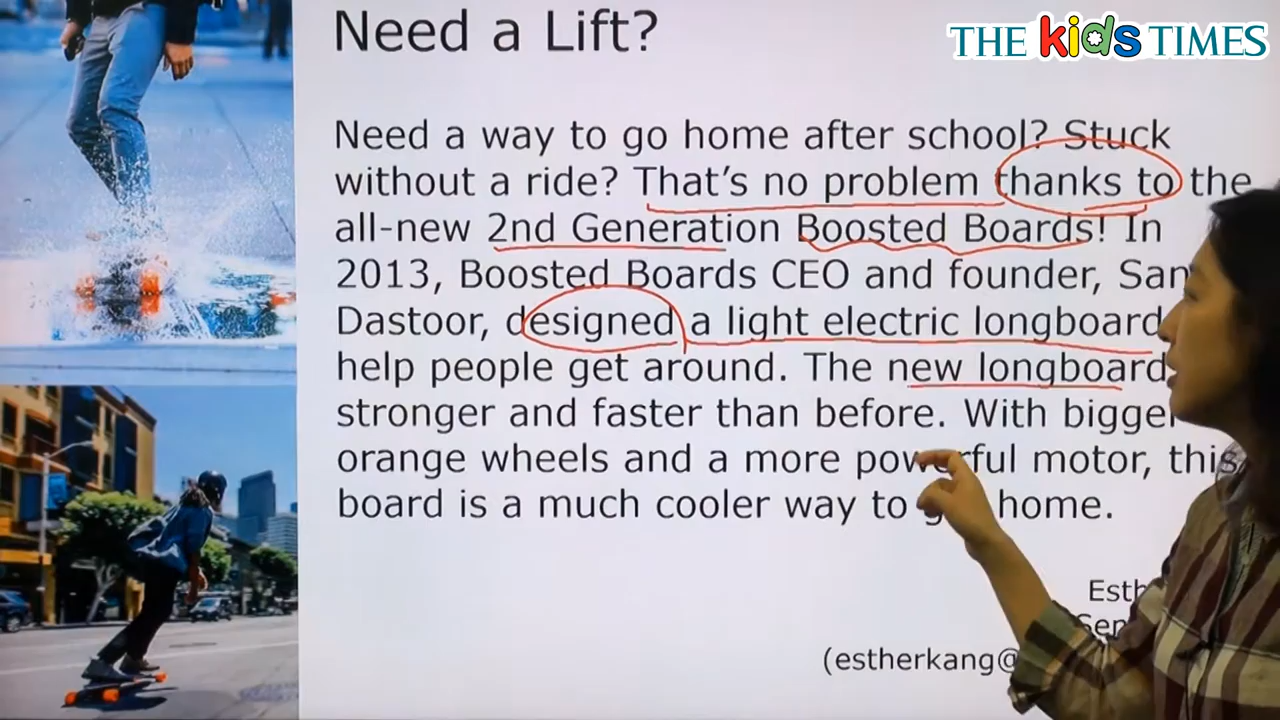 Need a Lift?
THE kids TIMES
Need a way to go home after school? Stuck
without a ride? That's no problem thanks to the
all-new 2nd Generation Boosted Boards! In
2013, Boosted Boards CEO and founder,
Dastoor, designed a light electric longboard
help people get around. The new longboard
stronger and faster than before. With bigger
orange wheels and a more powerful motor, this
board is a much cooler way to home.
(estherkang@